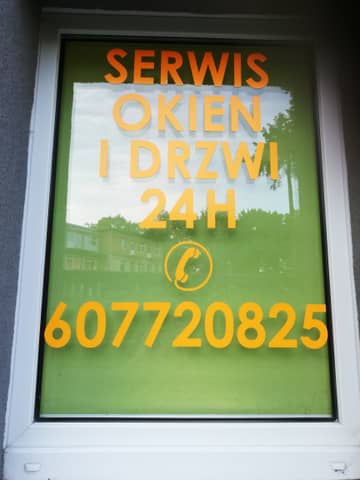 SERWIS
OKIEN
I DRZWI
24H
607720825